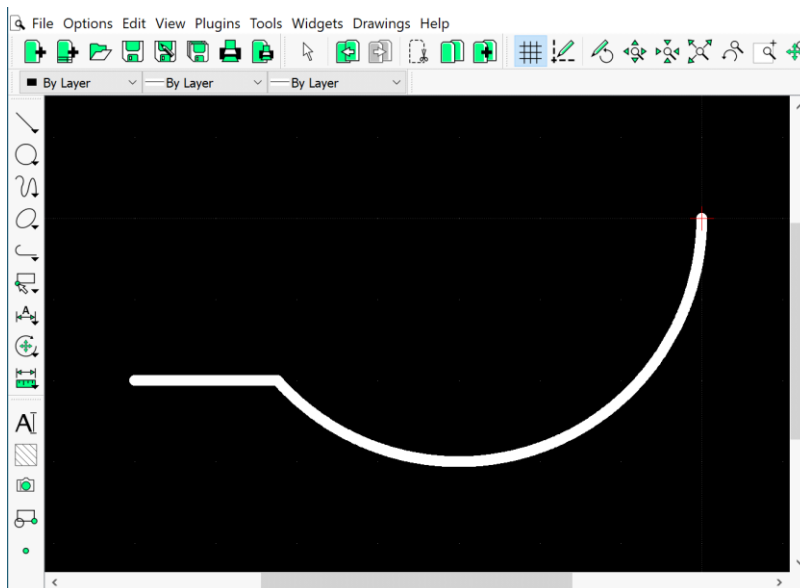 File Options Edit View Plugins Tools Widgets Drawings Help
By Layer By Layer By Layer
A
A